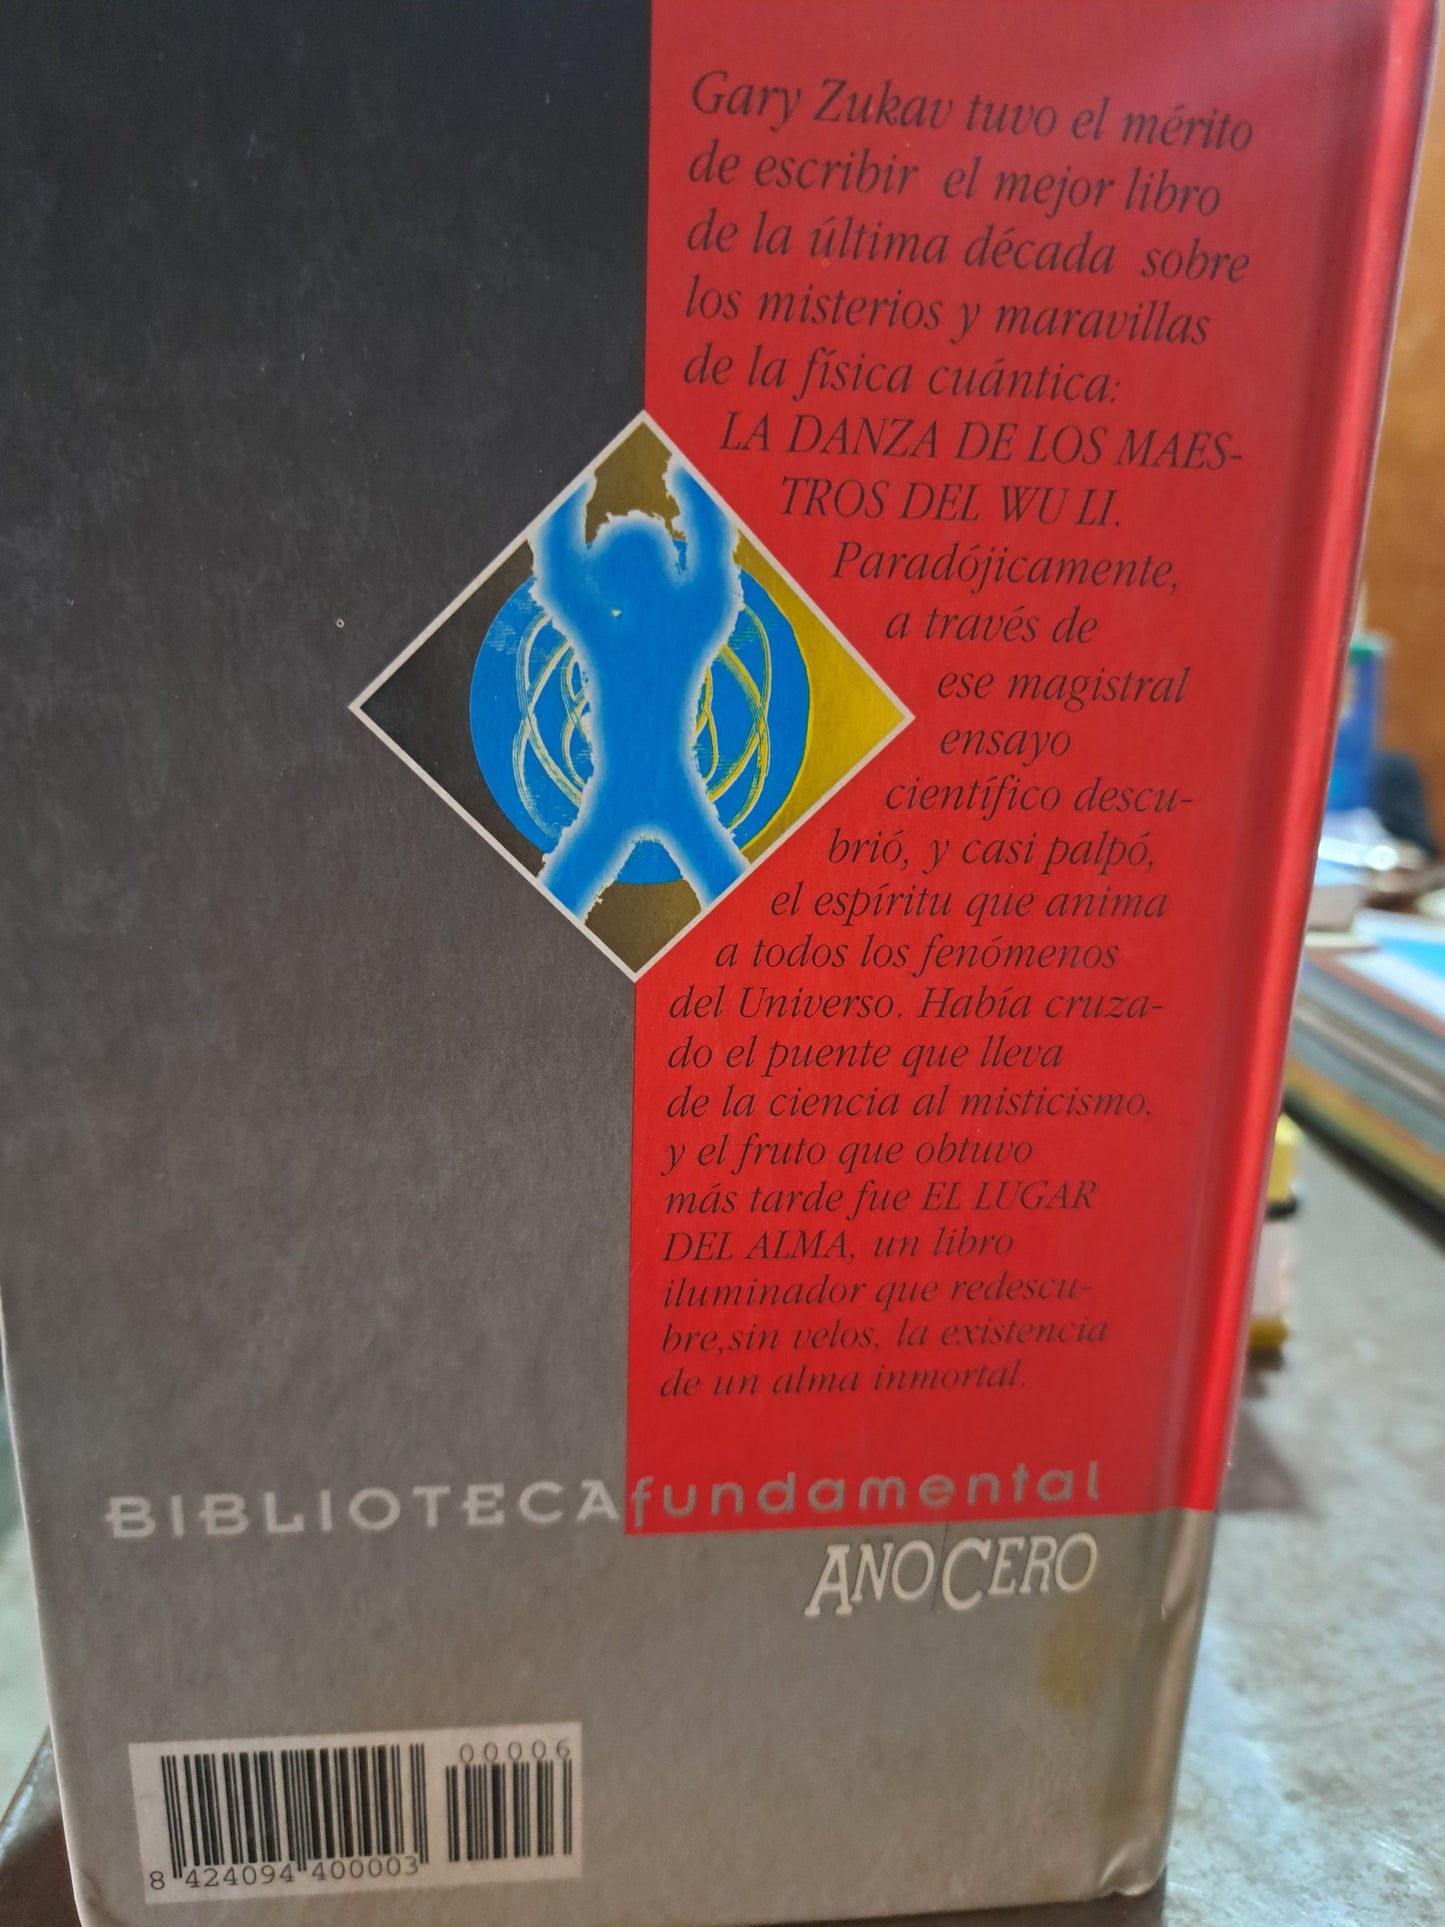 Gary Zukav tuvo el mérito
de escribir el mejor libro
de la última década sobre
los misterios y maravillas
de la física cuántica:
LA DANZA DE LOS MAES-
TROS DEL WU LI.
Paradójicamente,
a través de
ese magistral
ensayo
científico descu-
brió, y casi palpó,
el espíritu que anima
a todos los fenómenos
del Universo. Había cruza-
do el puente que lleva
de la ciencia al misticismo,
y el fruto que obtuvo
más tarde fue EL LUGAR
DEL ALMA, un libro
iluminador que redescu-
bre,sin velos, la existencia
de un alma inmortal.
BIBLIOTECAfundamental
AÑO CERO
00006
8 424094 400003